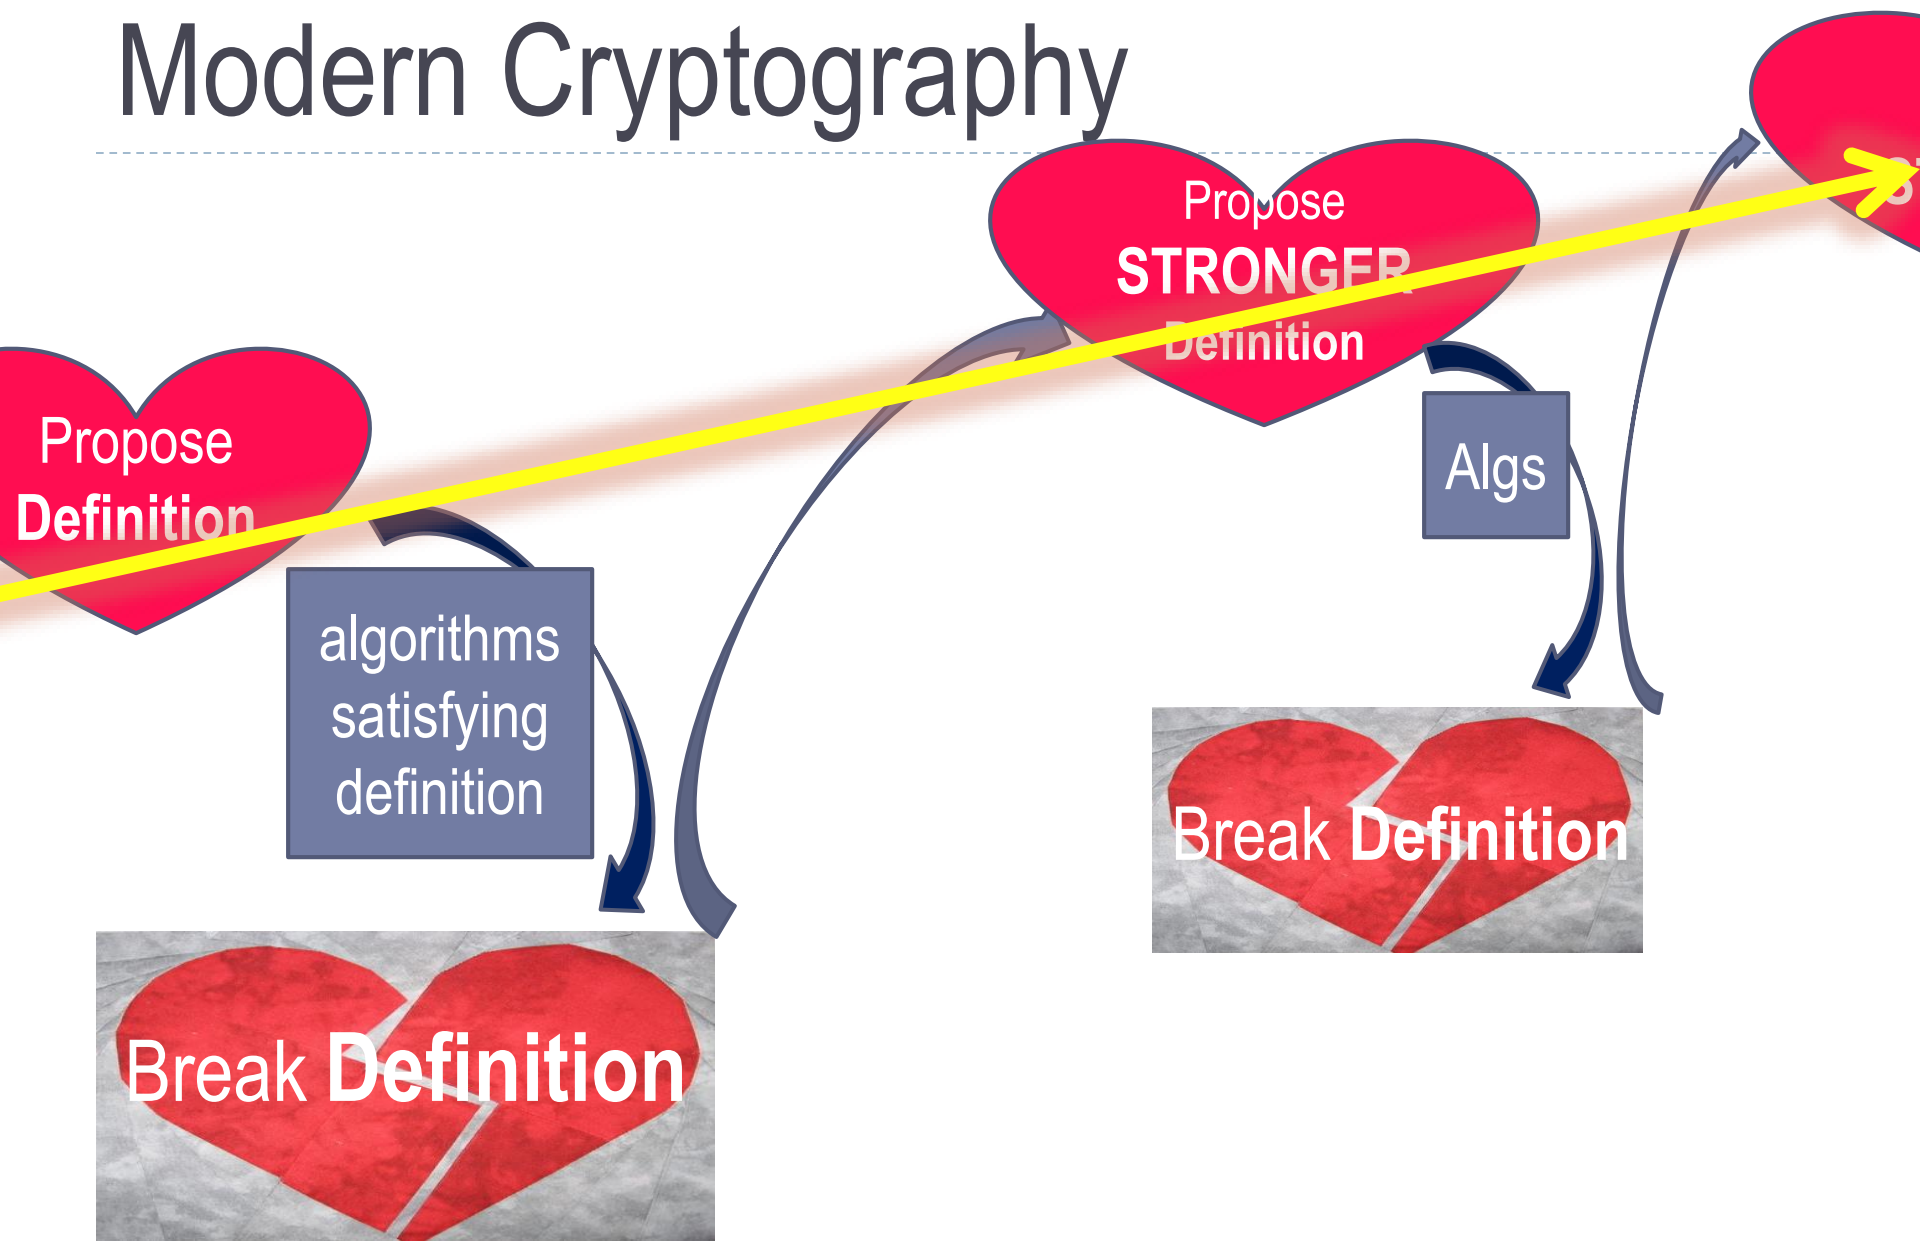 Modern Cryptography
Propose
Definition
algorithms
satisfying
definition
Break Definition
Propose
STRONGER
Definition
Algs
Break Definition